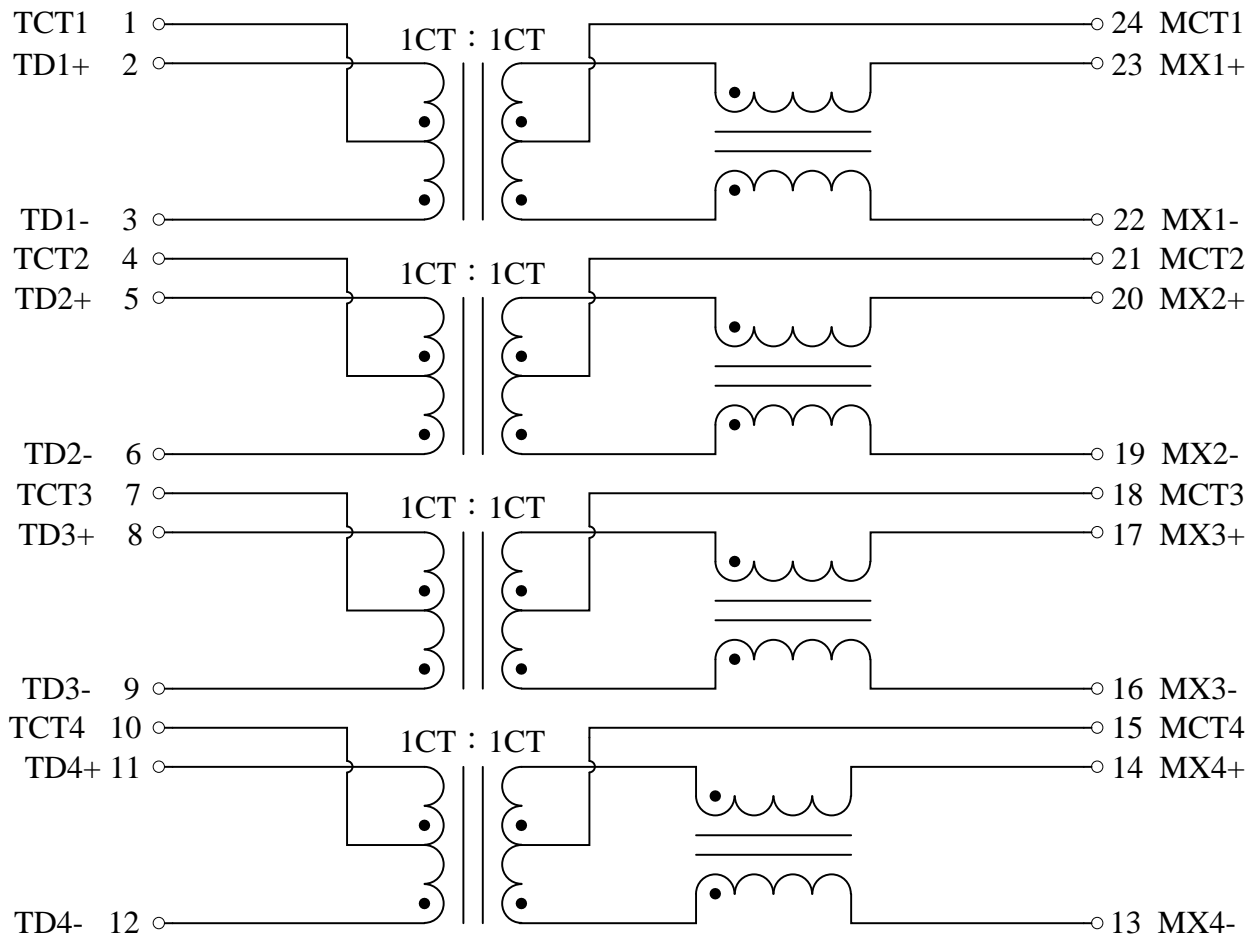 TCT1 1 1CT : 1CT 24 MCT1
TD1+ 2 23 MX1+
TD1- 3 22 MX1-
TCT2 4 1CT : 1CT 21 MCT2
TD2+ 5 20 MX2+
TD2- 6 19 MX2-
TCT3 7 1CT : 1CT 18 MCT3
TD3+ 8 17 MX3+
TD3- 9 16 MX3-
TCT4 10 1CT : 1CT 15 MCT4
TD4+ 11 14 MX4+
TD4- 12 13 MX4-